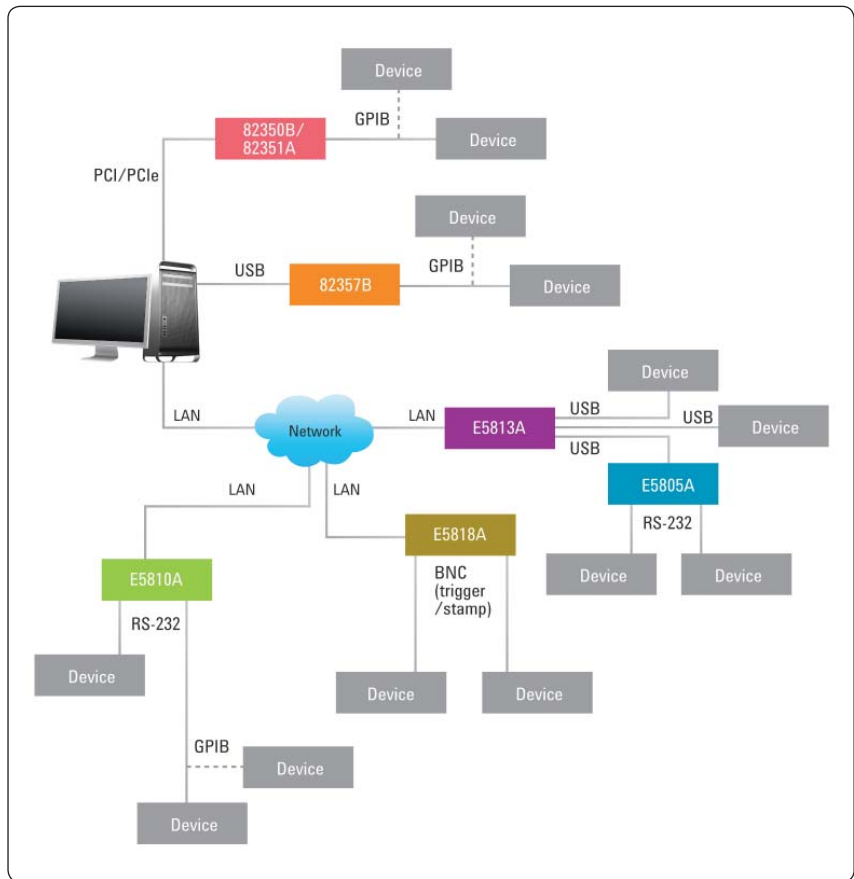 Device
GPIB
82350B/
82351A
Device
PCI/PCIe
Device
USB
GPIB
82357B
Device
Device
LAN
Network
LAN
E5813A
USB
USB
Device
USB
LAN
LAN
E5805A
E5818A
RS-232
E5810A
BNC
(trigger
/stamp)
Device
Device
RS-232
Device
Device
Device
GPIB
Device
Device